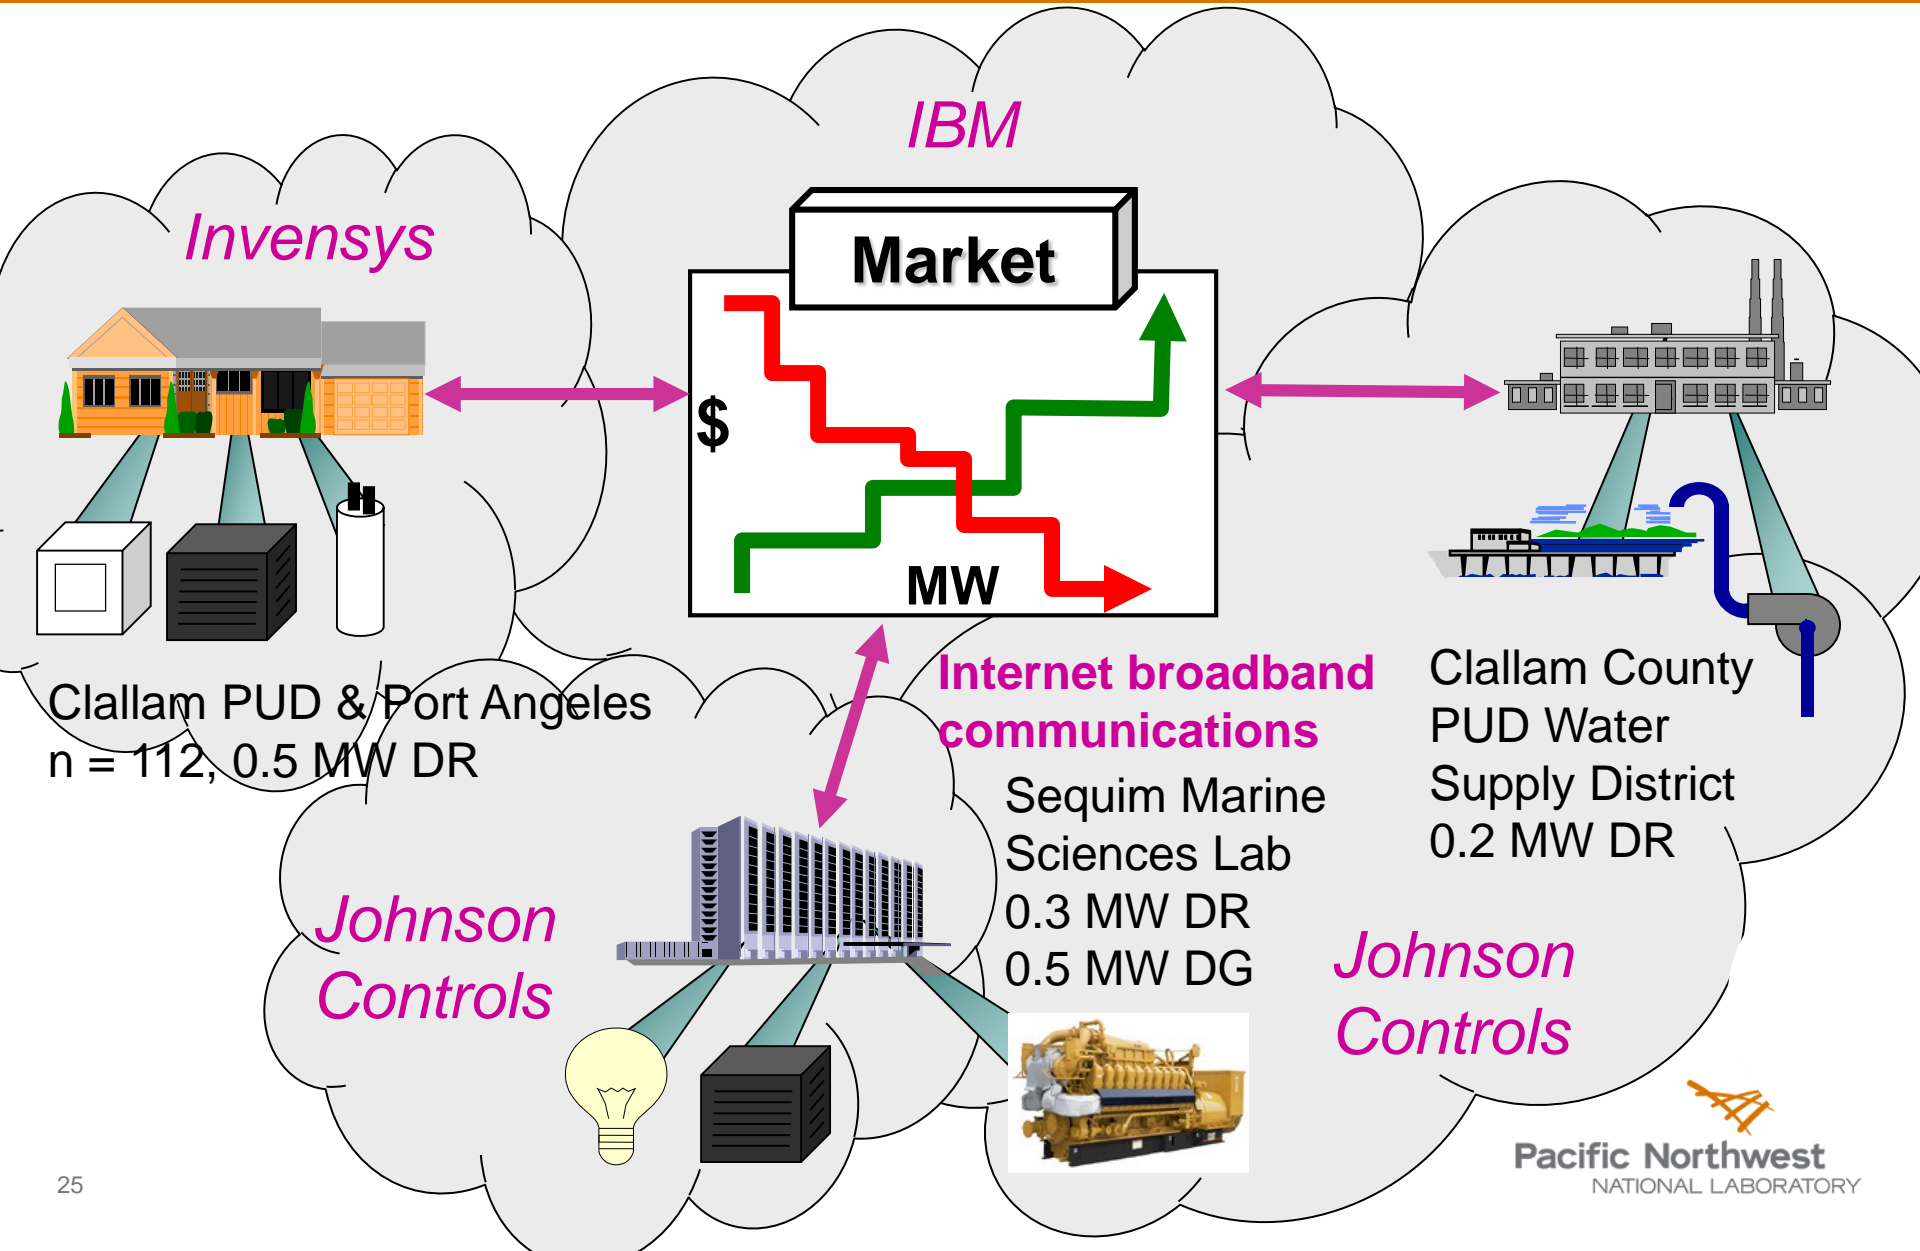 IBM
Invensys
Market
$
MW
Clallam PUD & Port Angeles
n = 112, 0.5 MW DR
Internet broadband
communications
Sequim Marine
Sciences Lab
0.3 MW DR
0.5 MW DG
Clallam County
PUD Water
Supply District
0.2 MW DR
Johnson
Controls
Johnson
Controls
Pacific Northwest
NATIONAL LABORATORY
25